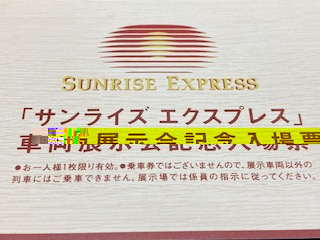 SUNRISE EXPRESS
「サンライズ エクスプレス」
車両展示会記念入場票
●お一人様1枚限り有効。●乗車券ではございませんので、展示車両以外の
列車にはご乗車できません。展示場では係員の指示に従ってください。